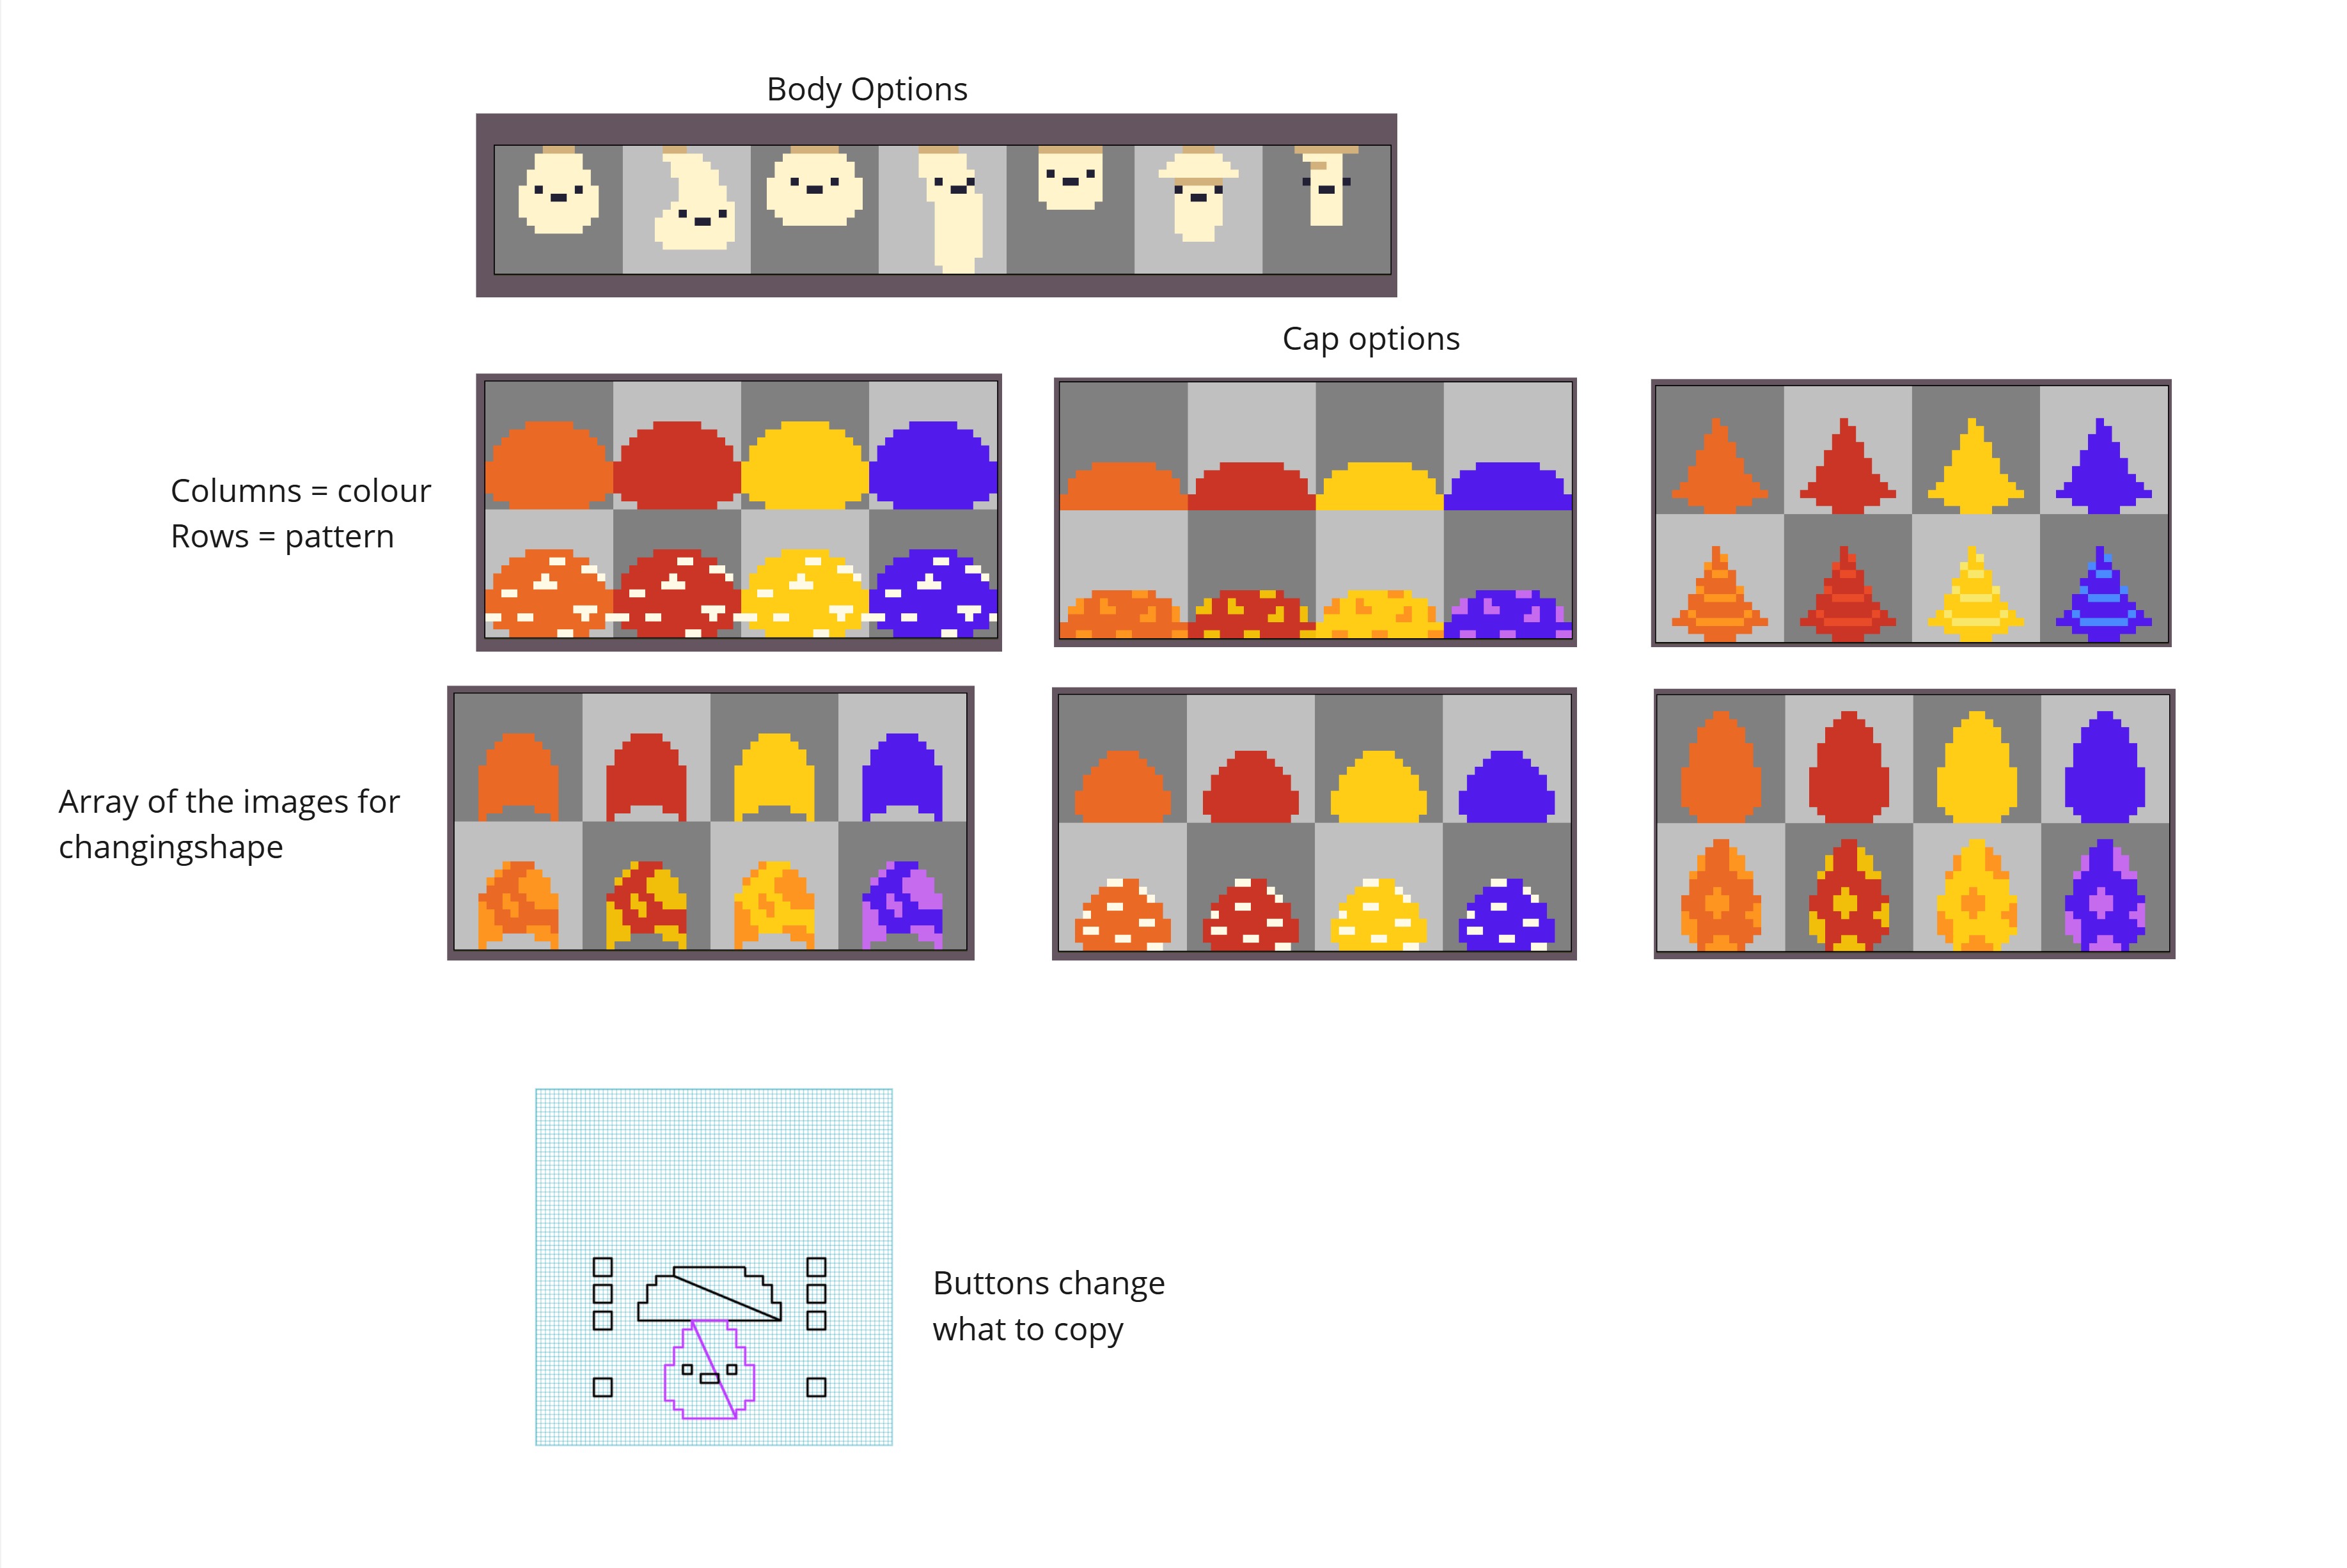 Body Options
Cap options
Columns = colour
Rows = pattern
Array of the images for
changingshape
Buttons change
what to copy